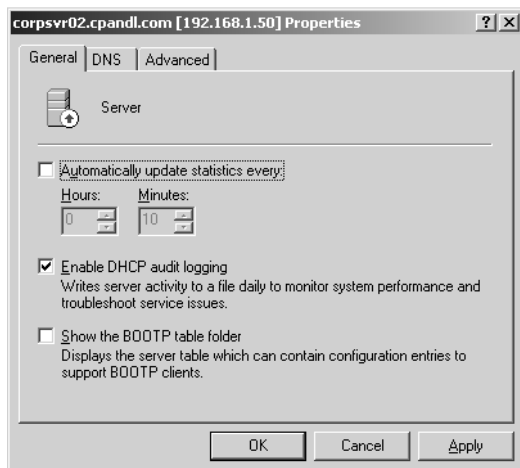 corpsvr02.cpandl.com [192.168.1.50] Properties
General
DNS
Advanced
Server
Automatically update statistics every:
Hours: Minutes:
0 10
Enable DHCP audit logging
Writes server activity to a file daily to monitor system performance and
troubleshoot service issues.
Show the BOOTP table folder
Displays the server table which can contain configuration entries to
support BOOTP clients.
OK Cancel Apply